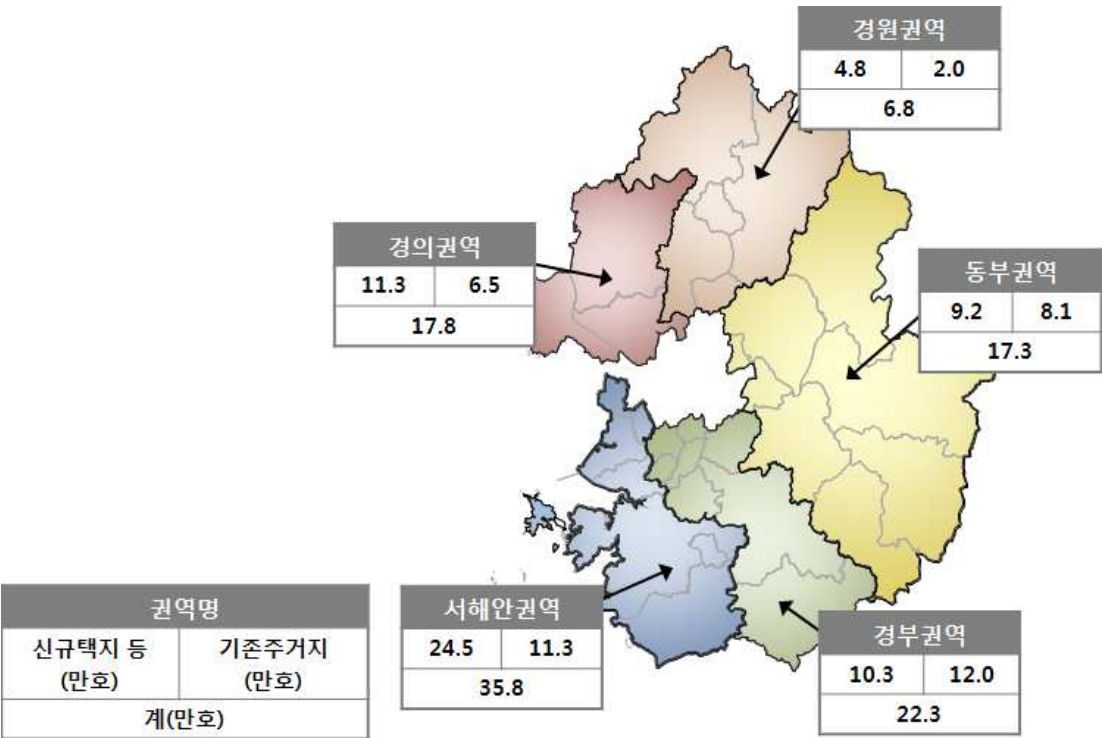 경원권역
4.8 2.0
6.8
경의권역
11.3 6.5
17.8
동부권역
9.2 8.1
17.3
서해안권역
24.5 11.3
35.8
경부권역
10.3 12.0
22.3
권역명
신규택지 등 기존주거지
(만호) (만호)
계(만호)